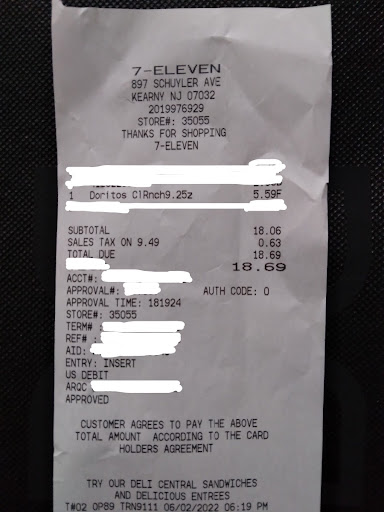 7-ELEVEN
897 SCHUYLER AVE
KEARNY NJ 07032
2019976929
STORE#: 35055
THANKS FOR SHOPPING
7-ELEVEN
1 Doritos ClRnch9.25z 5.59F
SUBTOTAL 18.06
SALES TAX ON 9.49 0.63
TOTAL DUE 18.69
18.69
ACCT#:
APPROVAL#: AUTH CODE: 0
APPROVAL TIME: 181924
STORE#: 35055
TERM#
REF# :
AID:
ENTRY: INSERT
US DEBIT
ARQC
APPROVED
CUSTOMER AGREES TO PAY THE ABOVE
TOTAL AMOUNT ACCORDING TO THE CARD
HOLDERS AGREEMENT
TRY OUR DELI CENTRAL SANDWICHES
AND DELICIOUS ENTREES
T#02 OP89 TRN9111 06/02/2022 06:19 PM